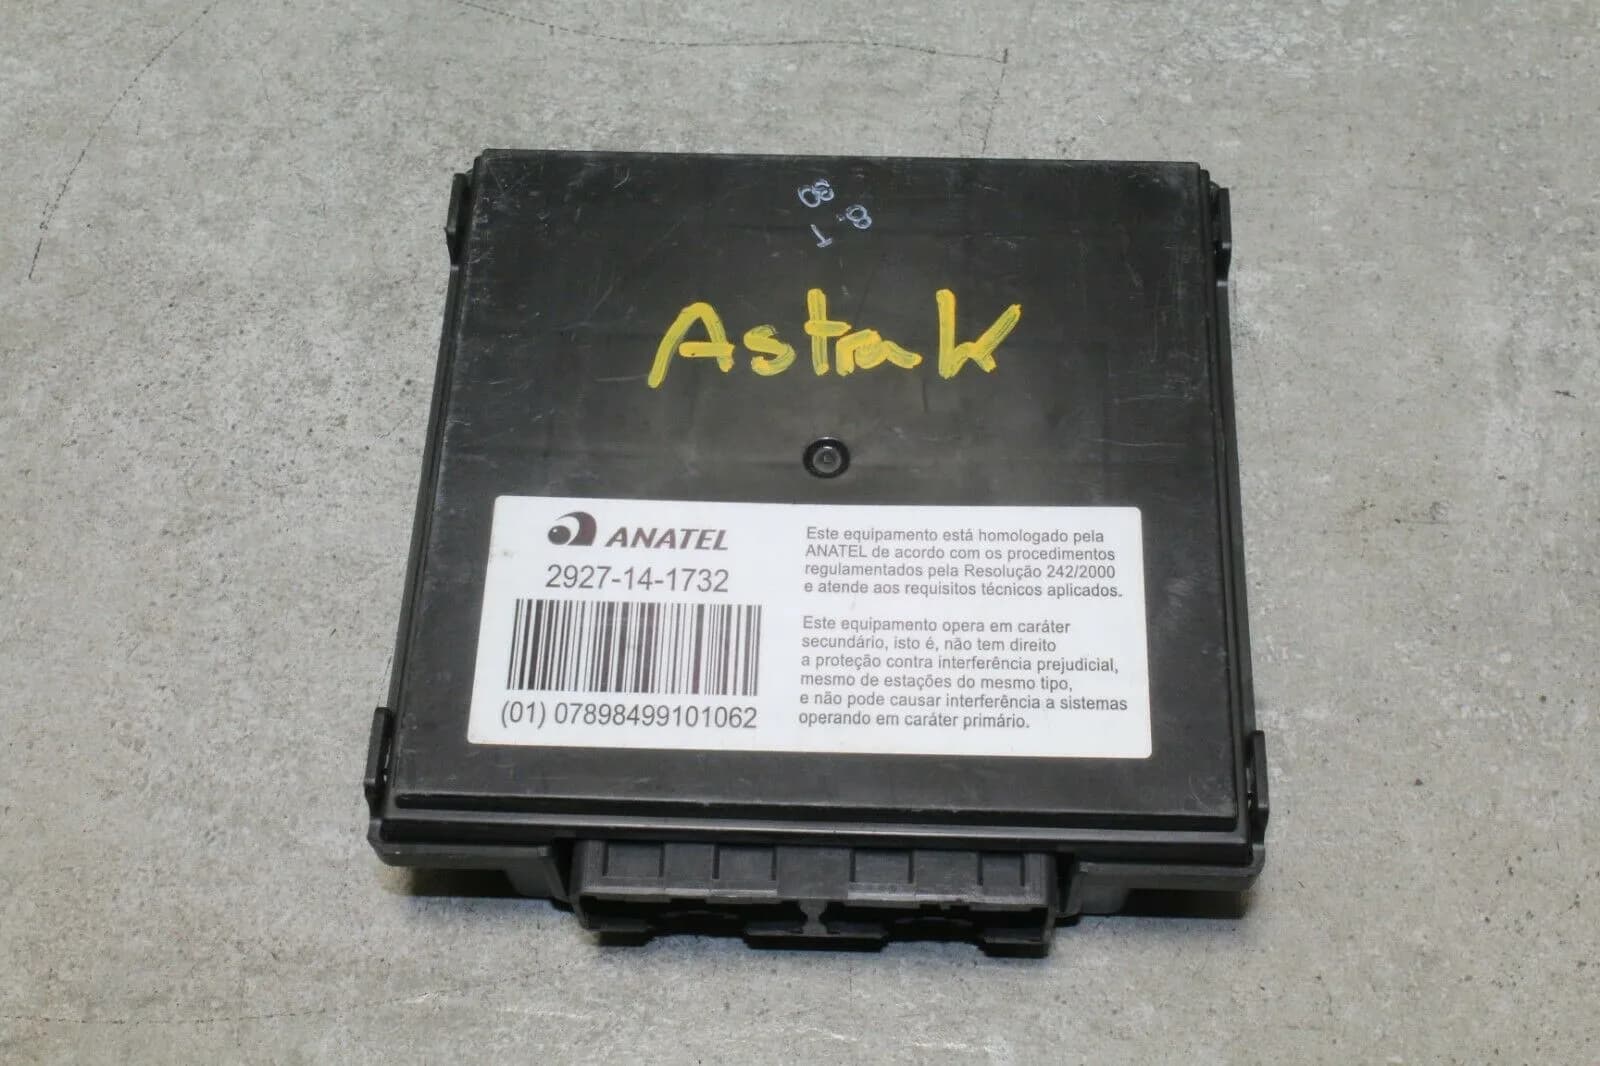 88
8.
T
Astra K
ANATEL
2927-14-1732
(01) 07898499101062
Este equipamento está homologado pela
ANATEL de acordo com os procedimentos
regulamentados pela Resolução 242/2000
e atende aos requisitos técnicos aplicados.
Este equipamento opera em caráter
secundário, isto é, não tem direito
a proteção contra interferência prejudicial,
mesmo de estações do mesmo tipo,
e não pode causar interferência a sistemas
operando em caráter primário.